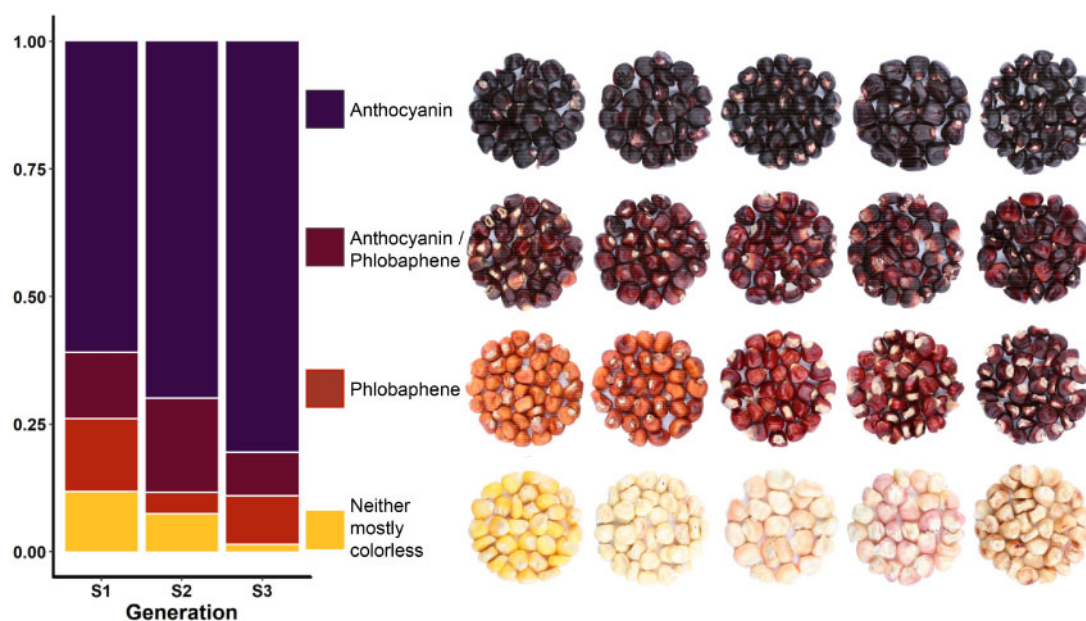 1.00
0.75
0.50
0.25
0.00
S1 S2 S3
Generation
Anthocyanin
Anthocyanin /
Phlobaphene
Phlobaphene
Neither
mostly
colorless